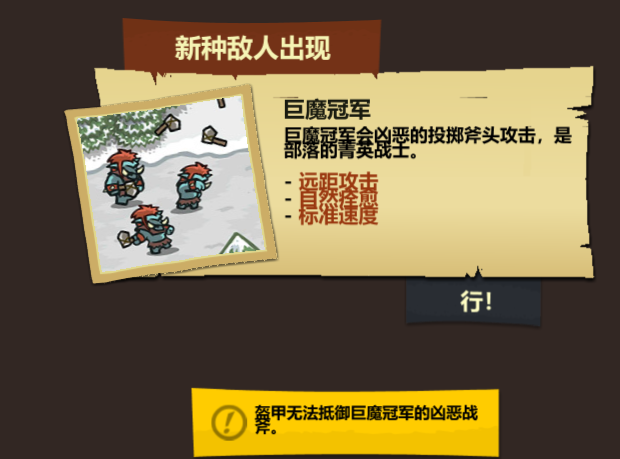 新种敌人出现
巨魔冠军
巨魔冠军会凶恶的投掷斧头攻击，是
部落的菁英战士。
- 远距攻击
- 自然痊愈
- 标准速度
行！
盔甲无法抵御巨魔冠军的凶恶战
斧。